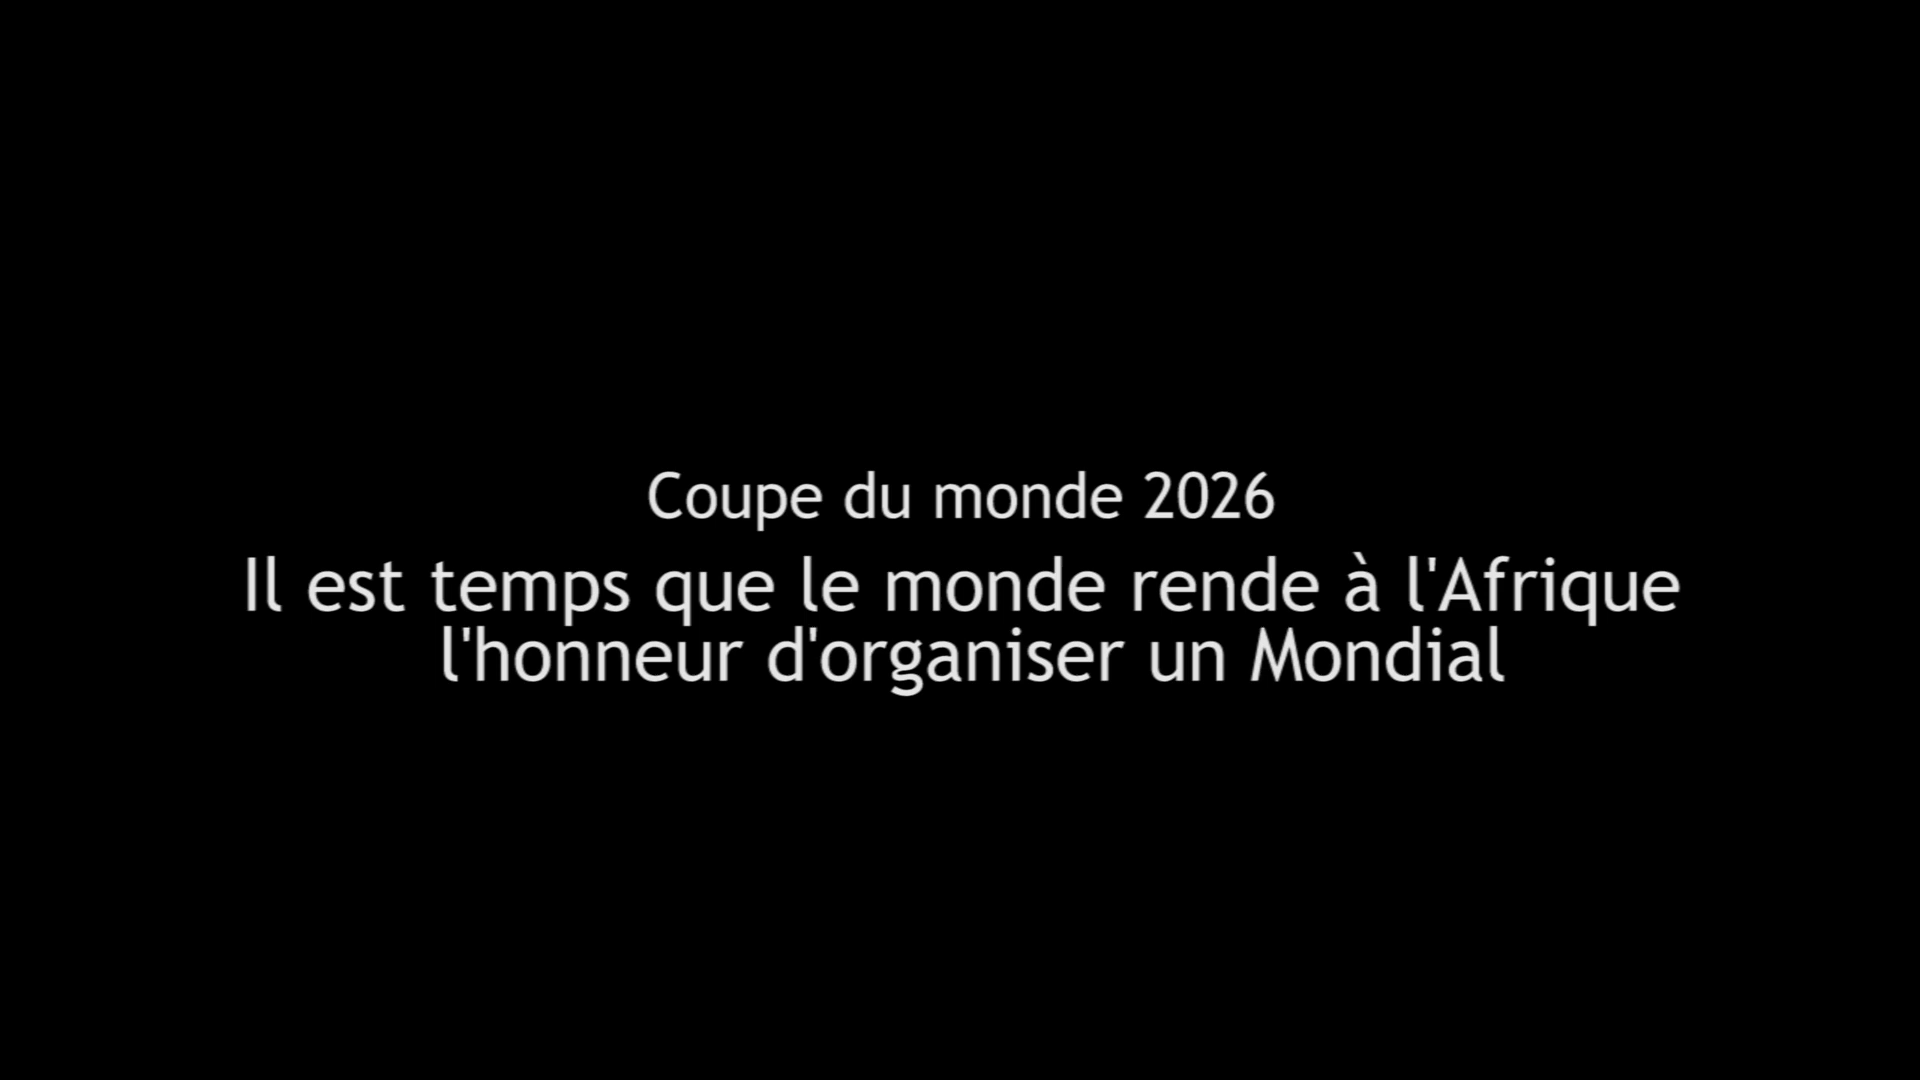 Coupe du monde 2026
Il est temps que le monde rende à l'Afrique
l'honneur d'organiser un Mondial